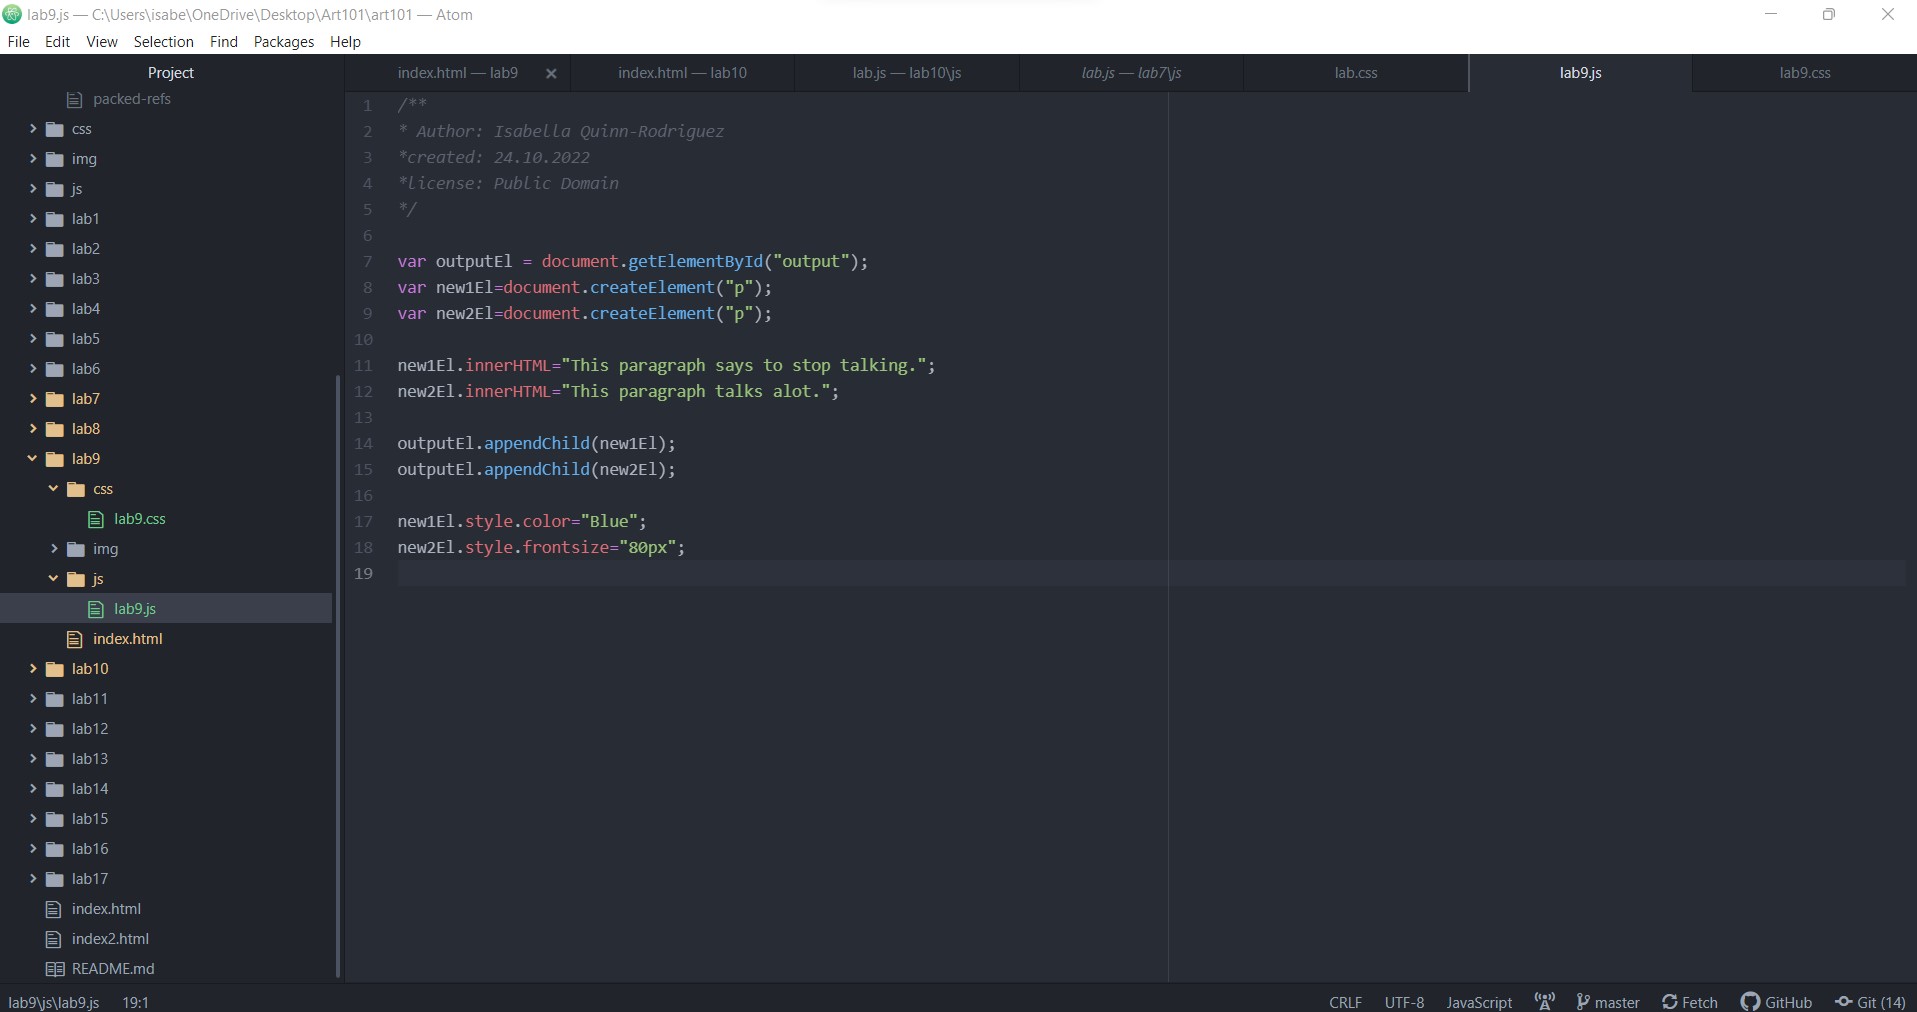 lab9.js — C:\Users\isabe\OneDrive\Desktop\Art101\art101 — Atom
File Edit View Selection Find Packages Help
Project
packed-refs
css
img
js
lab1
lab2
lab3
lab4
lab5
lab6
lab7
lab8
lab9
css
lab9.css
img
js
lab9.js
index.html
lab10
lab11
lab12
lab13
lab14
lab15
lab16
lab17
index.html
index2.html
README.md
index.html — lab9 index.html — lab10 lab.js — lab10\js lab.js — lab7\js lab.css lab9.js lab9.css
1 /**
2 * Author: Isabella Quinn-Rodriguez
3 *created: 24.10.2022
4 *license: Public Domain
5 */
6
7 var outputEl = document.getElementById("output");
8 var new1El=document.createElement("p");
9 var new2El=document.createElement("p");
10
11 new1El.innerHTML="This paragraph says to stop talking.";
12 new2El.innerHTML="This paragraph talks alot.";
13
14 outputEl.appendChild(new1El);
15 outputEl.appendChild(new2El);
16
17 new1El.style.color="Blue";
18 new2El.style.frontsize="80px";
19
lab9\js\lab9.js 19:1 CRLF UTF-8 JavaScript master Fetch GitHub Git (14)